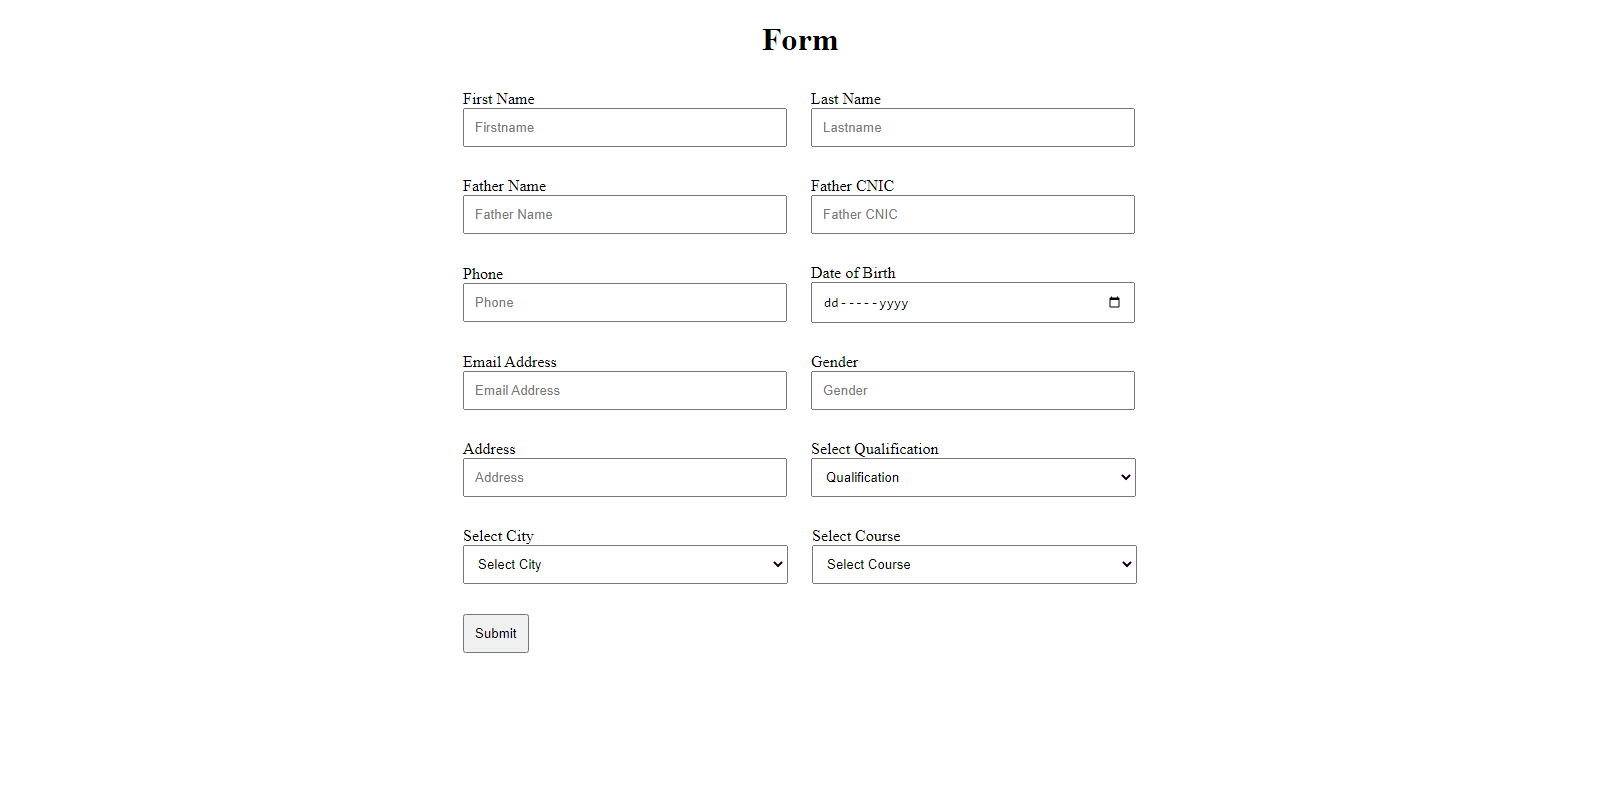 Form
First Name Last Name
Firstname Lastname
Father Name Father CNIC
Father Name Father CNIC
Phone Date of Birth
Phone dd-----yyyy
Email Address Gender
Email Address Gender
Address Select Qualification
Address Qualification
Select City Select Course
Select City Select Course
Submit